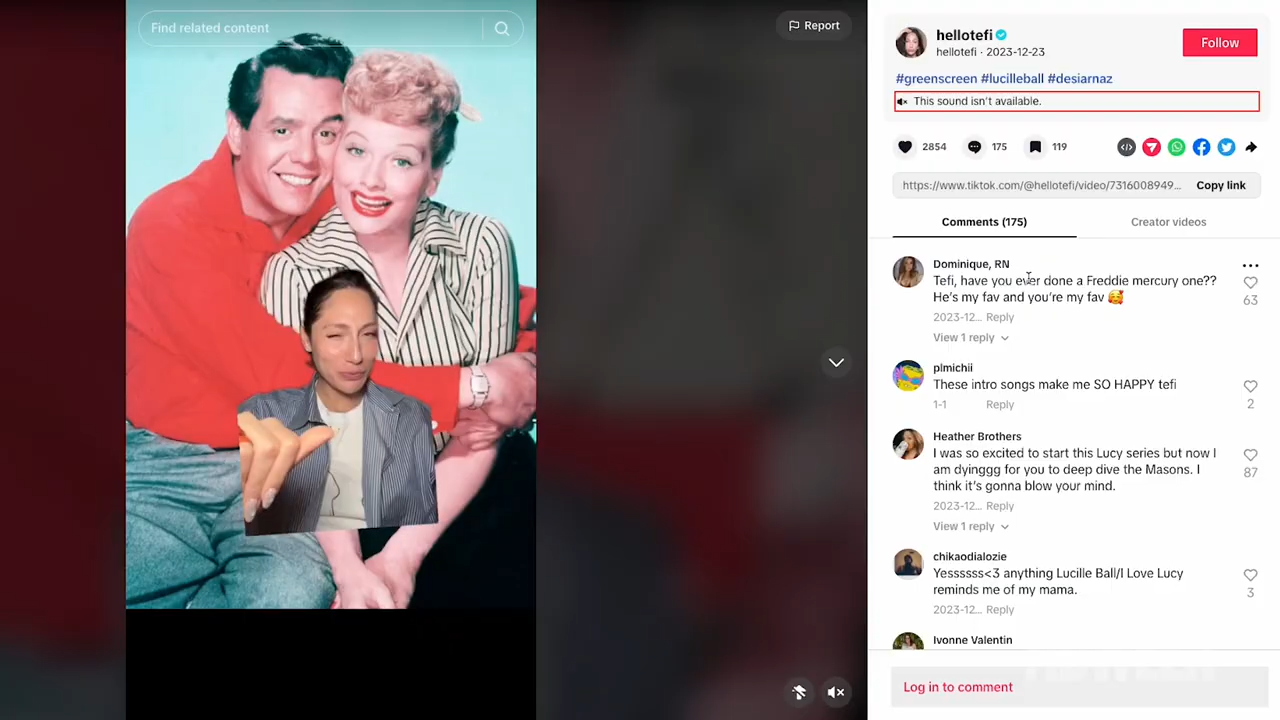 Find related content
Report
hellotefi
hellotefi · 2023-12-23
Follow
#greenscreen #lucilleball #desiarnaz
This sound isn't available.
2854
175
119
https://www.tiktok.com/@hellotefi/video/7316008949...
Copy link
Comments (175)
Creator videos
Dominique, RN
Tefi, have you ever done a Freddie mercury one??
He's my fav and you're my fav 🥰
63
2023-12... Reply
View 1 reply
plmichii
These intro songs make me SO HAPPY tefi
1-1 Reply
2
Heather Brothers
I was so excited to start this Lucy series but now I
am dyinggg for you to deep dive the Masons. I
think it's gonna blow your mind.
87
2023-12... Reply
View 1 reply
chikaodialozie
Yessssss<3 anything Lucille Ball/I Love Lucy
reminds me of my mama.
3
2023-12... Reply
Ivonne Valentin
Log in to comment